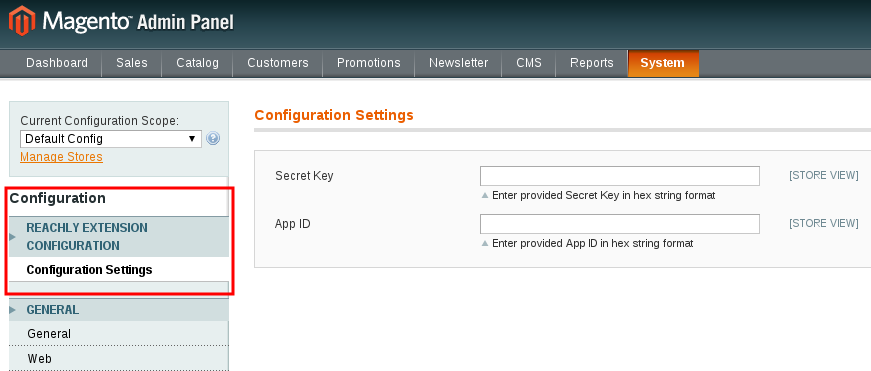 Magento™ Admin Panel
Dashboard Sales Catalog Customers Promotions Newsletter CMS Reports System
Current Configuration Scope:
Default Config
Manage Stores
Configuration
REACHLY EXTENSION
CONFIGURATION
Configuration Settings
GENERAL
General
Web
Configuration Settings
Secret Key [STORE VIEW]
Enter provided Secret Key in hex string format
App ID [STORE VIEW]
Enter provided App ID in hex string format